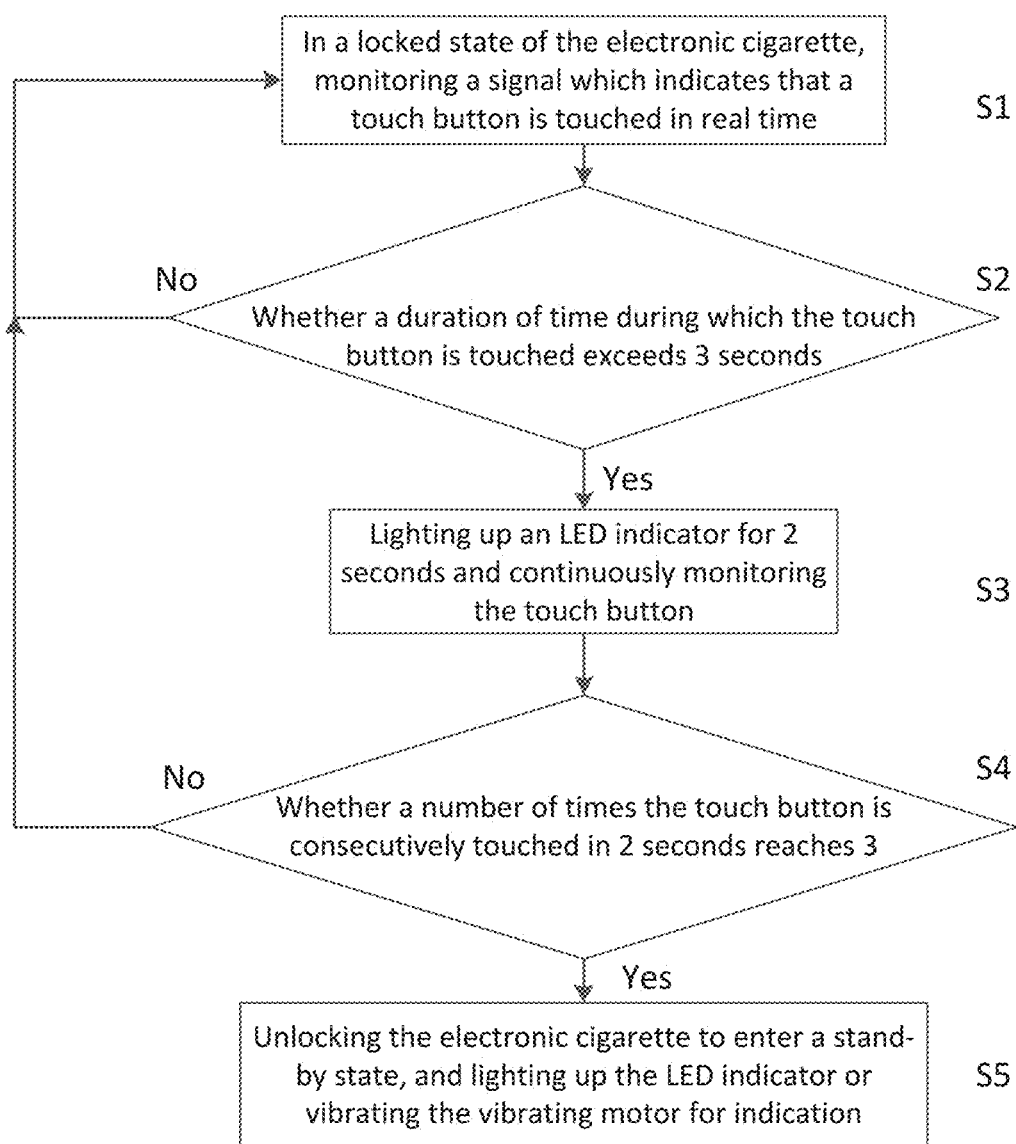 In a locked state of the electronic cigarette,
monitoring a signal which indicates that a
touch button is touched in real time
S1
No
S2
Whether a duration of time during which the touch
button is touched exceeds 3 seconds
Yes
Lighting up an LED indicator for 2
seconds and continuously monitoring
the touch button
S3
No
S4
Whether a number of times the touch button is
consecutively touched in 2 seconds reaches 3
Yes
Unlocking the electronic cigarette to enter a stand-
by state, and lighting up the LED indicator or
vibrating the vibrating motor for indication
S5